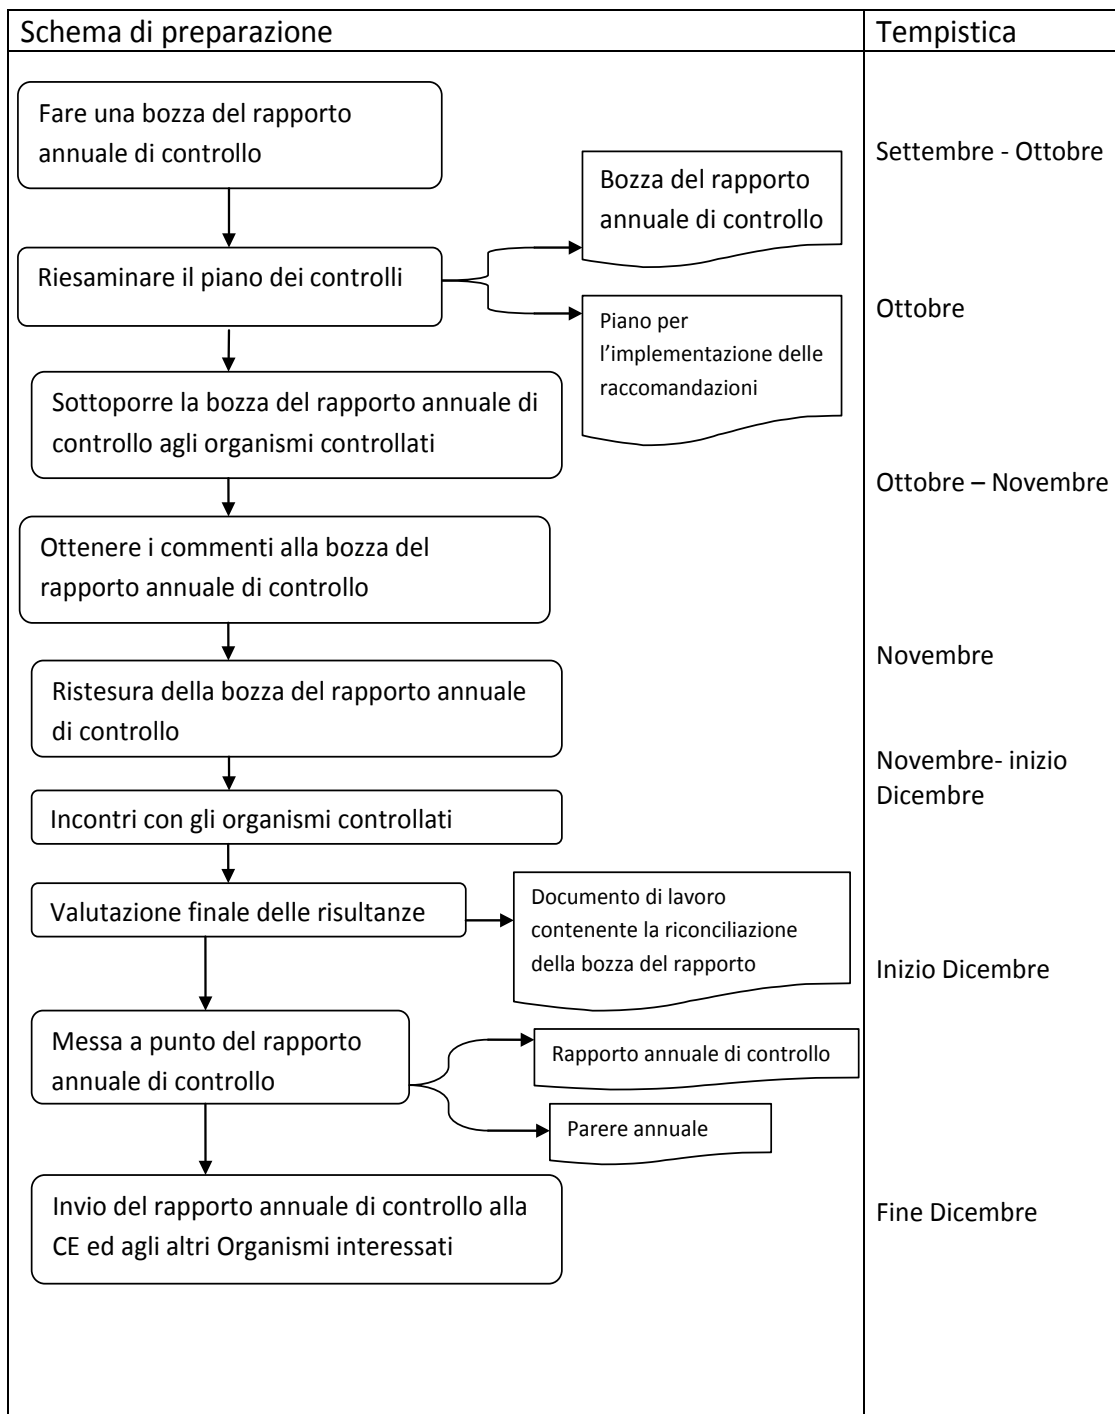 Schema di preparazione
Tempistica
Fare una bozza del rapporto
annuale di controllo
Settembre - Ottobre
Bozza del rapporto
annuale di controllo
Riesaminare il piano dei controlli
Ottobre
Piano per
l'implementazione delle
raccomandazioni
Sottoporre la bozza del rapporto annuale di
controllo agli organismi controllati
Ottobre – Novembre
Ottenere i commenti alla bozza del
rapporto annuale di controllo
Novembre
Ristesura della bozza del rapporto annuale
di controllo
Novembre- inizio
Dicembre
Incontri con gli organismi controllati
Valutazione finale delle risultanze
Documento di lavoro
contenente la riconciliazione
della bozza del rapporto
Inizio Dicembre
Messa a punto del rapporto
annuale di controllo
Rapporto annuale di controllo
Parere annuale
Invio del rapporto annuale di controllo alla
CE ed agli altri Organismi interessati
Fine Dicembre